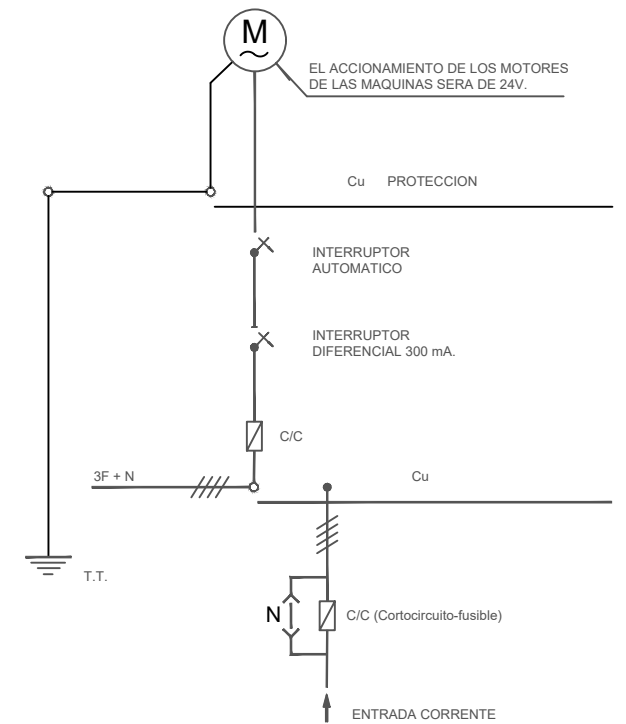 M
EL ACCIONAMIENTO DE LOS MOTORES
DE LAS MAQUINAS SERA DE 24V.
Cu PROTECCION
INTERRUPTOR
AUTOMATICO
INTERRUPTOR
DIFERENCIAL 300 mA.
C/C
3F + N
Cu
T.T.
N
C/C (Cortocircuito-fusible)
ENTRADA CORRENTE